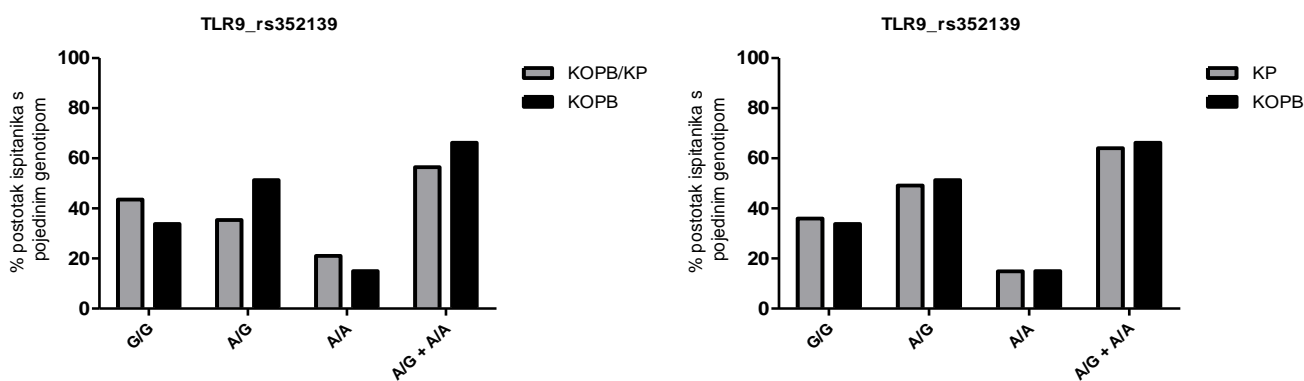 TLR9_rs352139
% postotak ispitanika s
pojedinim genotipom
100
80
60
40
20
0
G/G
A/G
A/A
A/G + A/A
KOPB/KP
KOPB
TLR9_rs352139
% postotak ispitanika s
pojedinim genotipom
100
80
60
40
20
0
G/G
A/G
A/A
A/G + A/A
KP
KOPB